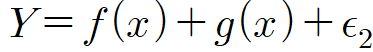 Y = f(x) + g(x) + ϵ₂